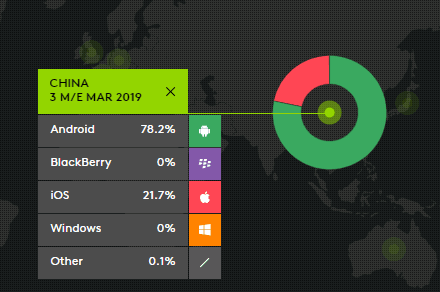 CHINA
3 M/E MAR 2019
Android 78.2%
BlackBerry 0%
iOS 21.7%
Windows 0%
Other 0.1%